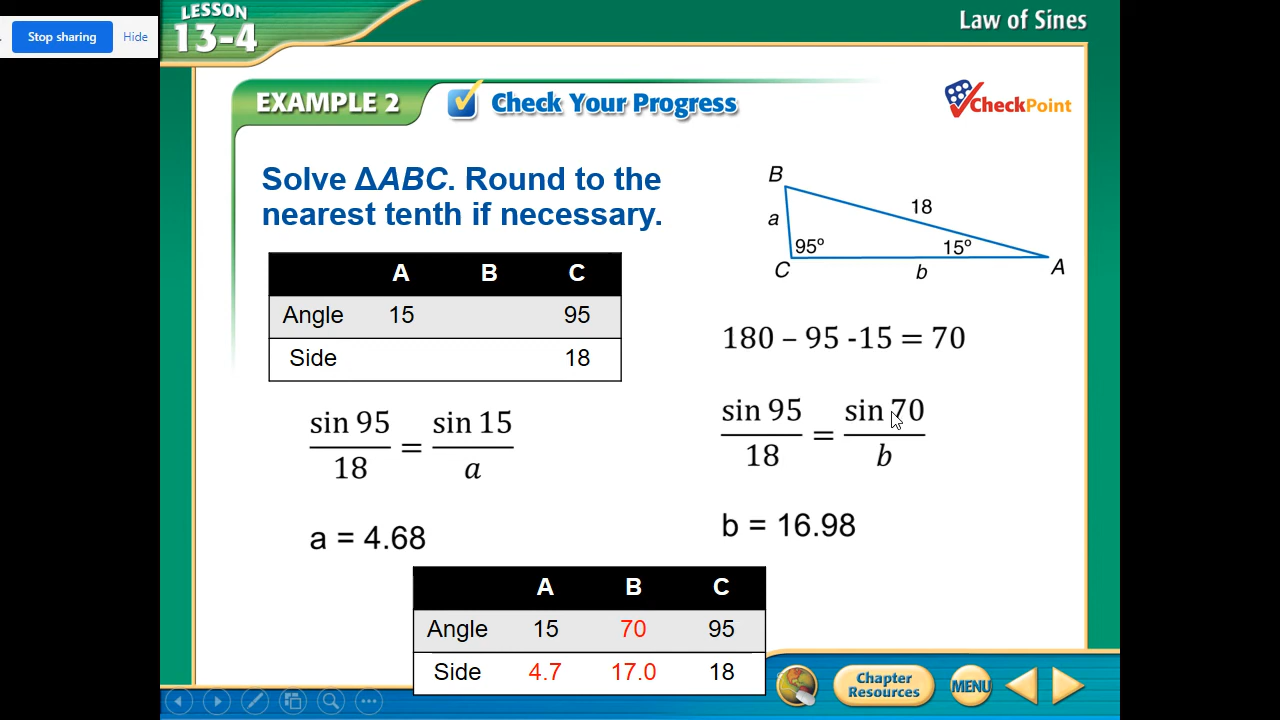 LESSON
13-4
Law of Sines
Stop sharing
Hide
EXAMPLE 2
Check Your Progress
CheckPoint
Solve ΔABC. Round to the
nearest tenth if necessary.
B
18
a
95º
15º
C
b
A
A B C
Angle 15 95
Side 18
180 – 95 -15 = 70
sin 95 / 18 = sin 15 / a
sin 95 / 18 = sin 70 / b
a = 4.68
b = 16.98
A B C
Angle 15 70 95
Side 4.7 17.0 18
Chapter
Resources
MENU